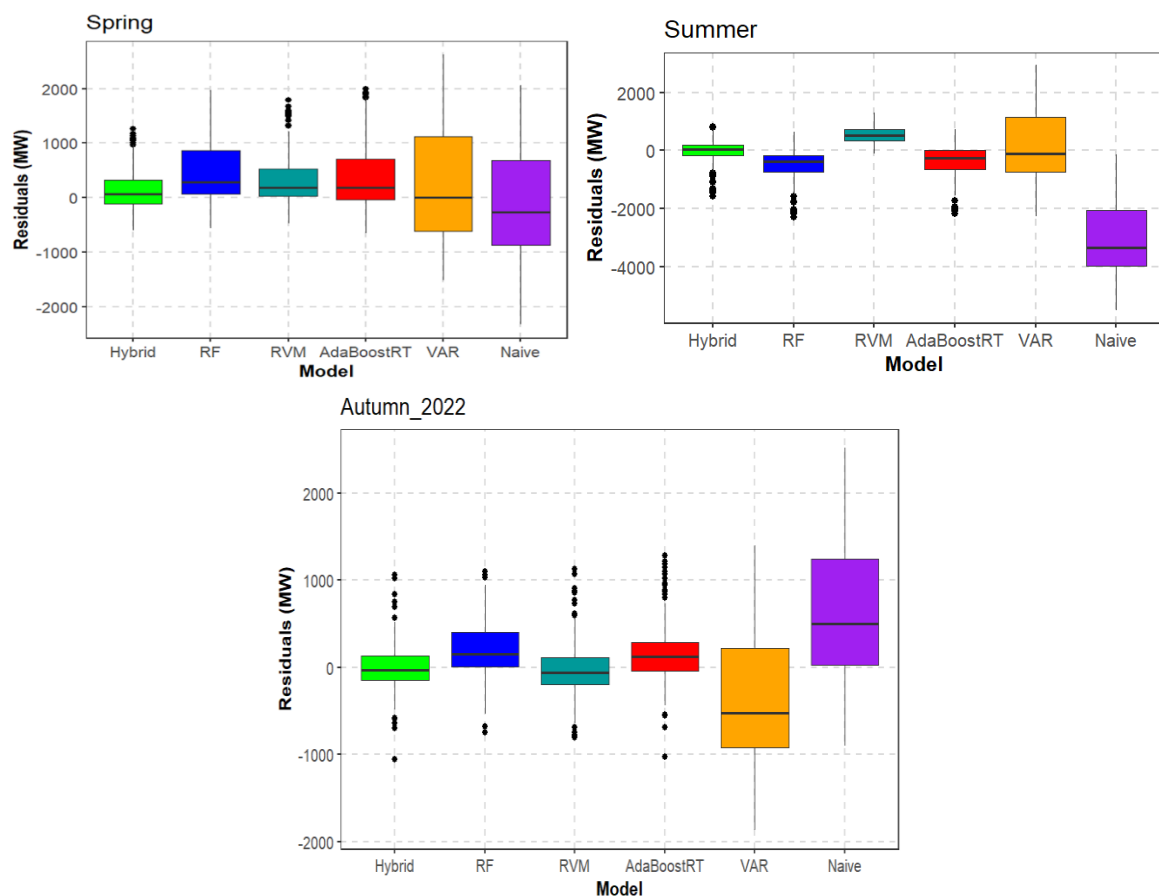 Spring
Residuals (MW)
2000
1000
0
-1000
-2000
Hybrid RF RVM AdaBoostRT VAR Naive
Model
Summer
Residuals (MW)
2000
0
-2000
-4000
Hybrid RF RVM AdaBoostRT VAR Naive
Model
Autumn_2022
Residuals (MW)
2000
1000
0
-1000
-2000
Hybrid RF RVM AdaBoostRT VAR Naive
Model